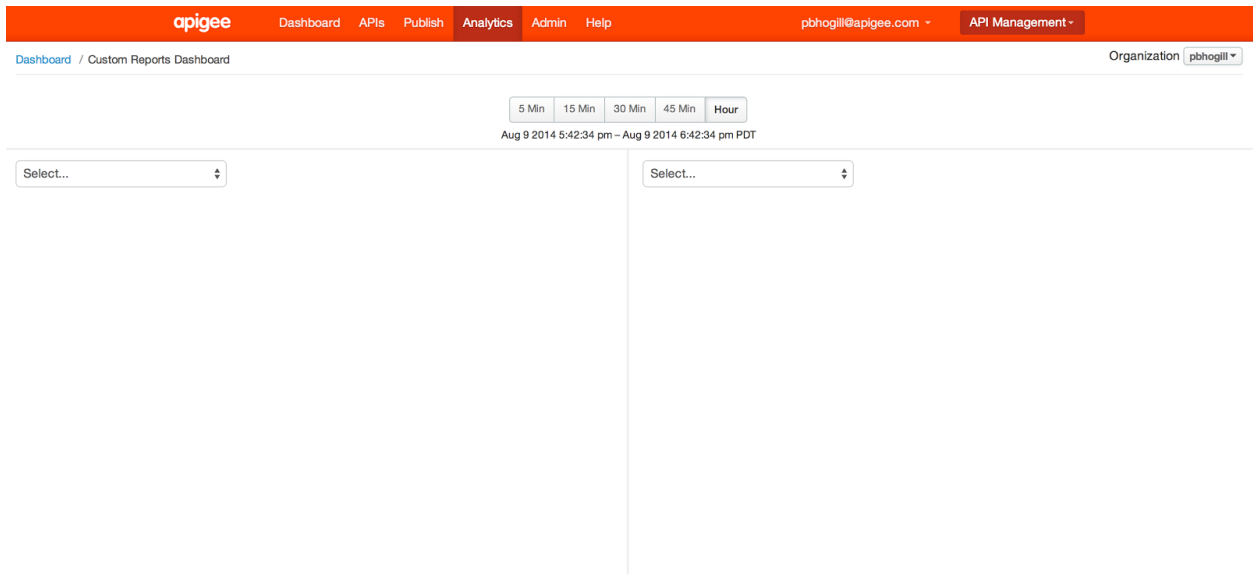 apigee Dashboard APIs Publish Analytics Admin Help pbhogill@apigee.com API Management
Dashboard / Custom Reports Dashboard Organization pbhogill
5 Min 15 Min 30 Min 45 Min Hour
Aug 9 2014 5:42:34 pm – Aug 9 2014 6:42:34 pm PDT
Select... Select...